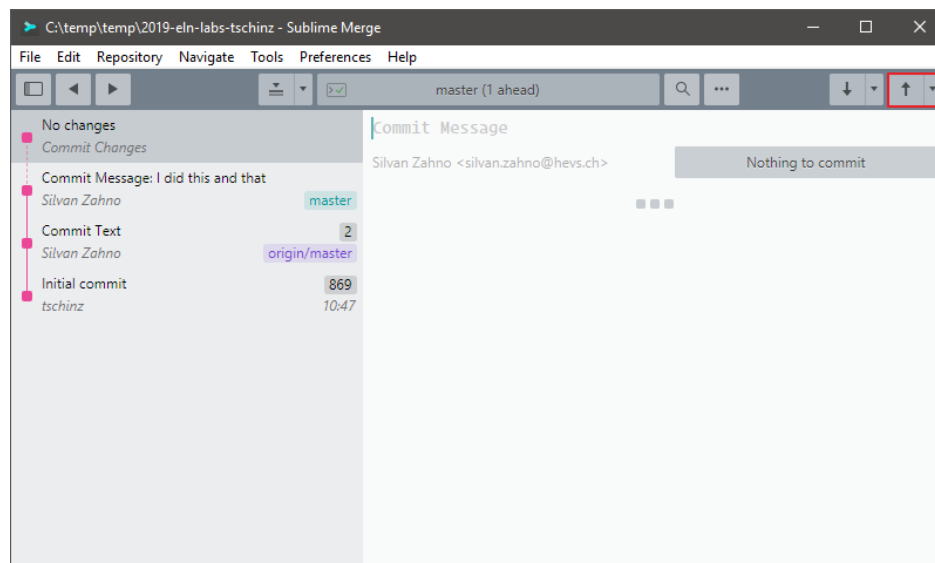 C:\temp\temp\2019-eln-labs-tschinz - Sublime Merge
File Edit Repository Navigate Tools Preferences Help
master (1 ahead)
No changes
Commit Changes
Commit Message: I did this and that
Silvan Zahno master
Commit Text 2
Silvan Zahno origin/master
Initial commit 869
tschinz 10:47
Commit Message
Silvan Zahno <silvan.zahno@hevs.ch> Nothing to commit